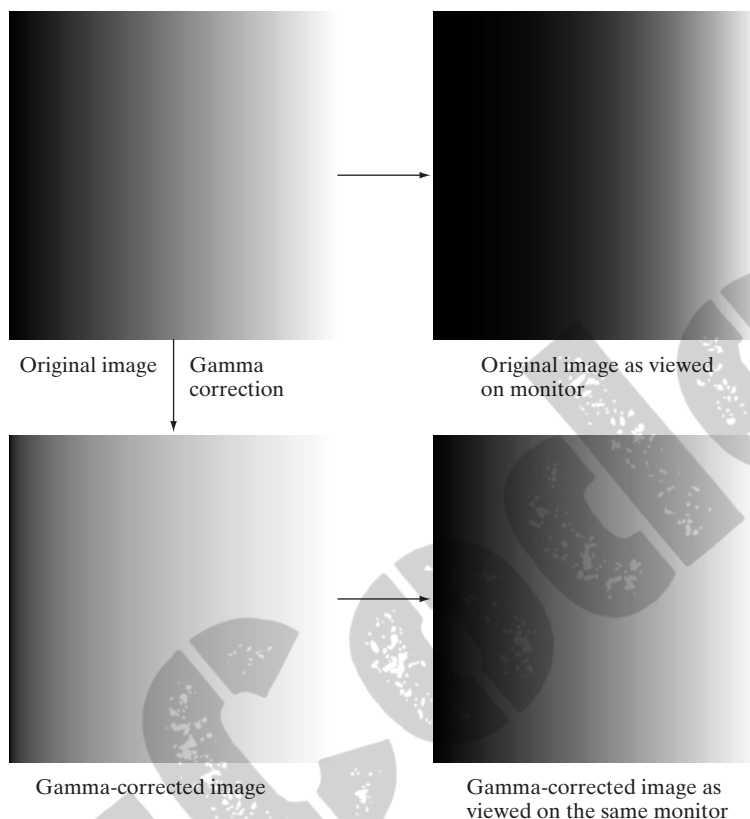 Original image
Gamma
correction
Original image as viewed
on monitor
Gamma-corrected image
Gamma-corrected image as
viewed on the same monitor